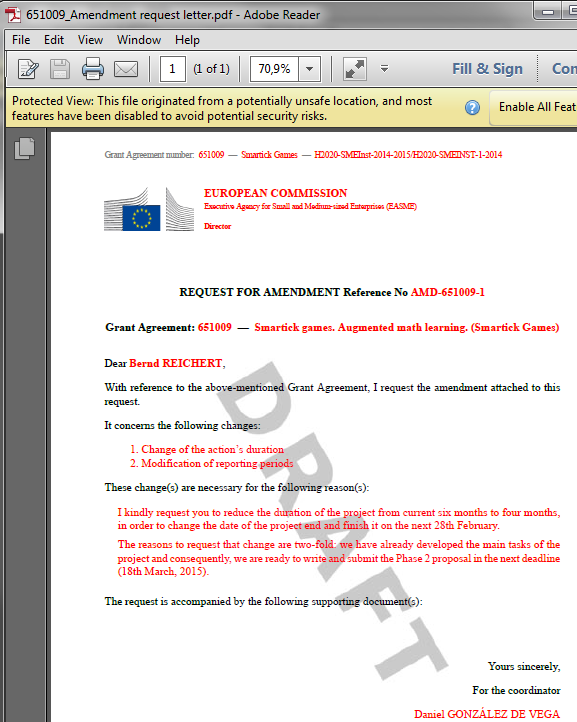 651009_Amendment request letter.pdf - Adobe Reader
File Edit View Window Help
1 (1 of 1) 70,9% Fill & Sign Con
Protected View: This file originated from a potentially unsafe location, and most
features have been disabled to avoid potential security risks.
Enable All Feat
Grant Agreement number: 651009 — Smartick Games — H2020-SMEInst-2014-2015/H2020-SMEINST-1-2014
EUROPEAN COMMISSION
Executive Agency for Small and Medium-sized Enterprises (EASME)
Director
REQUEST FOR AMENDMENT Reference No AMD-651009-1
Grant Agreement: 651009 — Smartick games. Augmented math learning. (Smartick Games)
Dear Bernd REICHERT,
With reference to the above-mentioned Grant Agreement, I request the amendment attached to this
request.
It concerns the following changes:
1. Change of the action's duration
2. Modification of reporting periods
These change(s) are necessary for the following reason(s):
I kindly request you to reduce the duration of the project from current six months to four months,
in order to change the date of the project end and finish it on the next 28th February.
The reasons to request that change are two-fold: we have already developed the main tasks of the
project and consequently, we are ready to write and submit the Phase 2 proposal in the next deadline
(18th March, 2015).
The request is accompanied by the following supporting document(s):
DRAFT
Yours sincerely,
For the coordinator
Daniel GONZÁLEZ DE VEGA